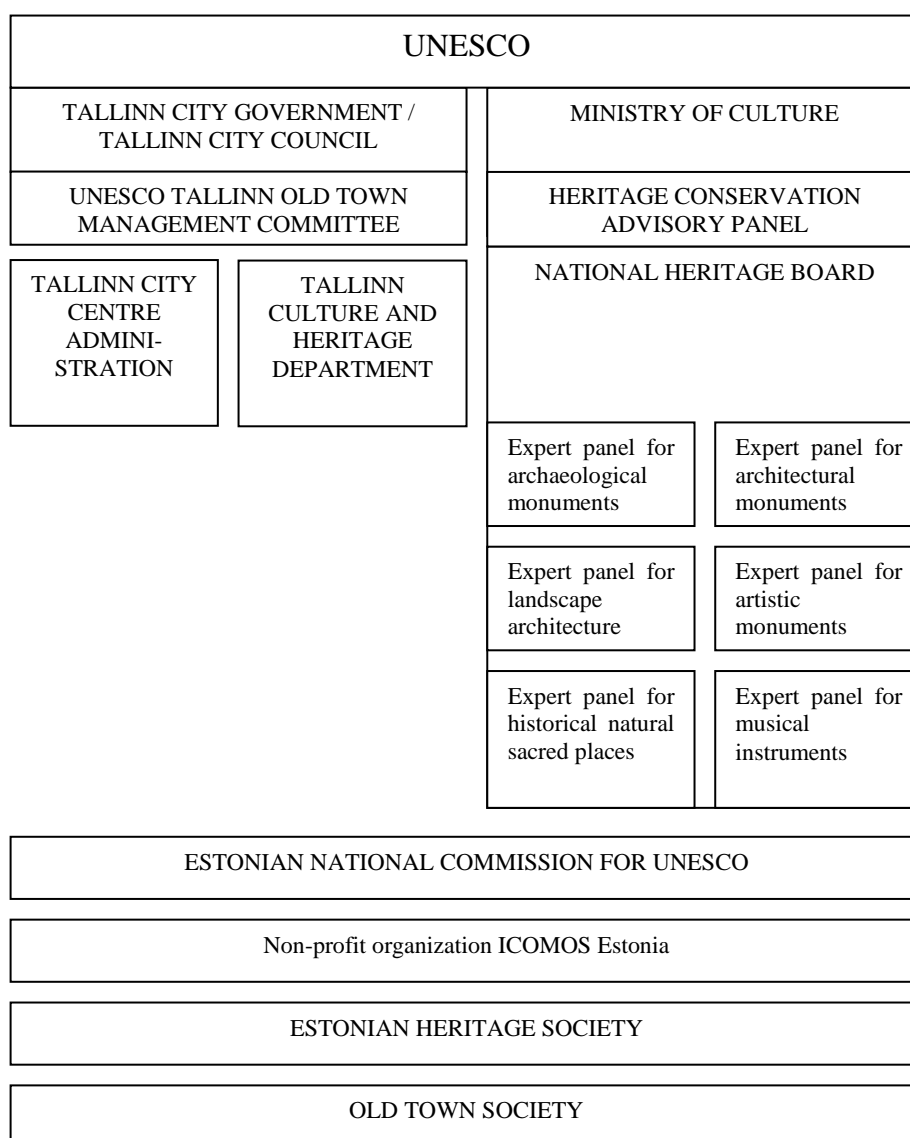 UNESCO
TALLINN CITY GOVERNMENT /
TALLINN CITY COUNCIL
UNESCO TALLINN OLD TOWN
MANAGEMENT COMMITTEE
TALLINN CITY
CENTRE
ADMINI-
STRATION
TALLINN
CULTURE AND
HERITAGE
DEPARTMENT
MINISTRY OF CULTURE
HERITAGE CONSERVATION
ADVISORY PANEL
NATIONAL HERITAGE BOARD
Expert panel for
archaeological
monuments
Expert panel for
architectural
monuments
Expert panel for
landscape
architecture
Expert panel for
artistic
monuments
Expert panel for
historical natural
sacred places
Expert panel for
musical
instruments
ESTONIAN NATIONAL COMMISSION FOR UNESCO
Non-profit organization ICOMOS Estonia
ESTONIAN HERITAGE SOCIETY
OLD TOWN SOCIETY